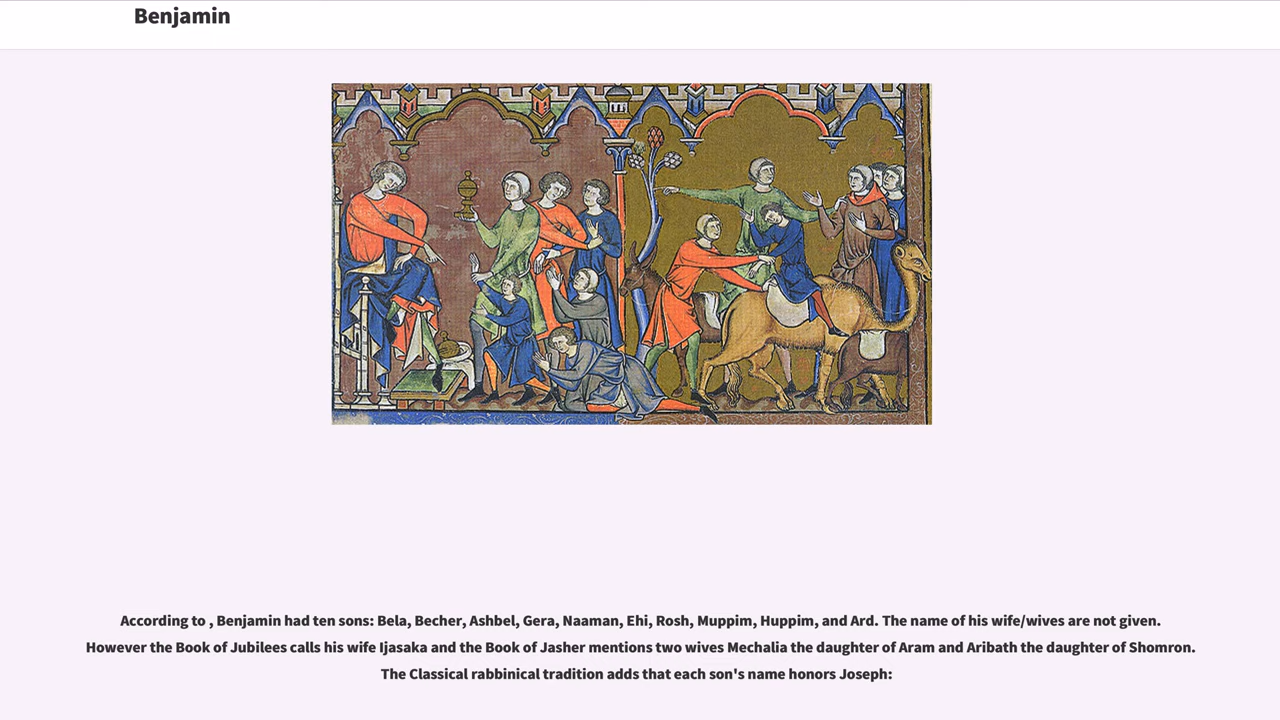 Benjamin
According to , Benjamin had ten sons: Bela, Becher, Ashbel, Gera, Naaman, Ehi, Rosh, Muppim, Huppim, and Ard. The name of his wife/wives are not given.
However the Book of Jubilees calls his wife Ijasaka and the Book of Jasher mentions two wives Mechalia the daughter of Aram and Aribath the daughter of Shomron.
The Classical rabbinical tradition adds that each son's name honors Joseph: